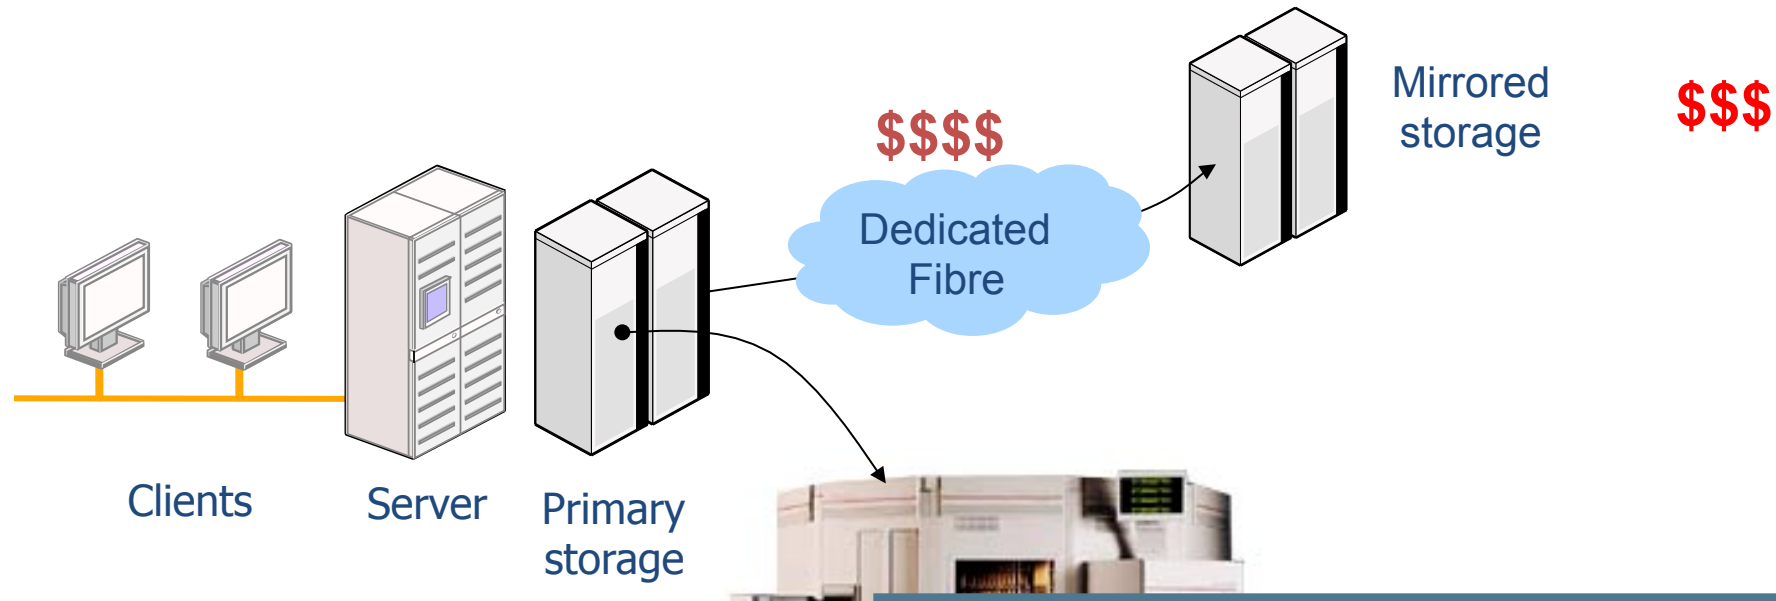 $$$$
Mirrored
storage
$$$
Dedicated
Fibre
Clients
Server
Primary
storage